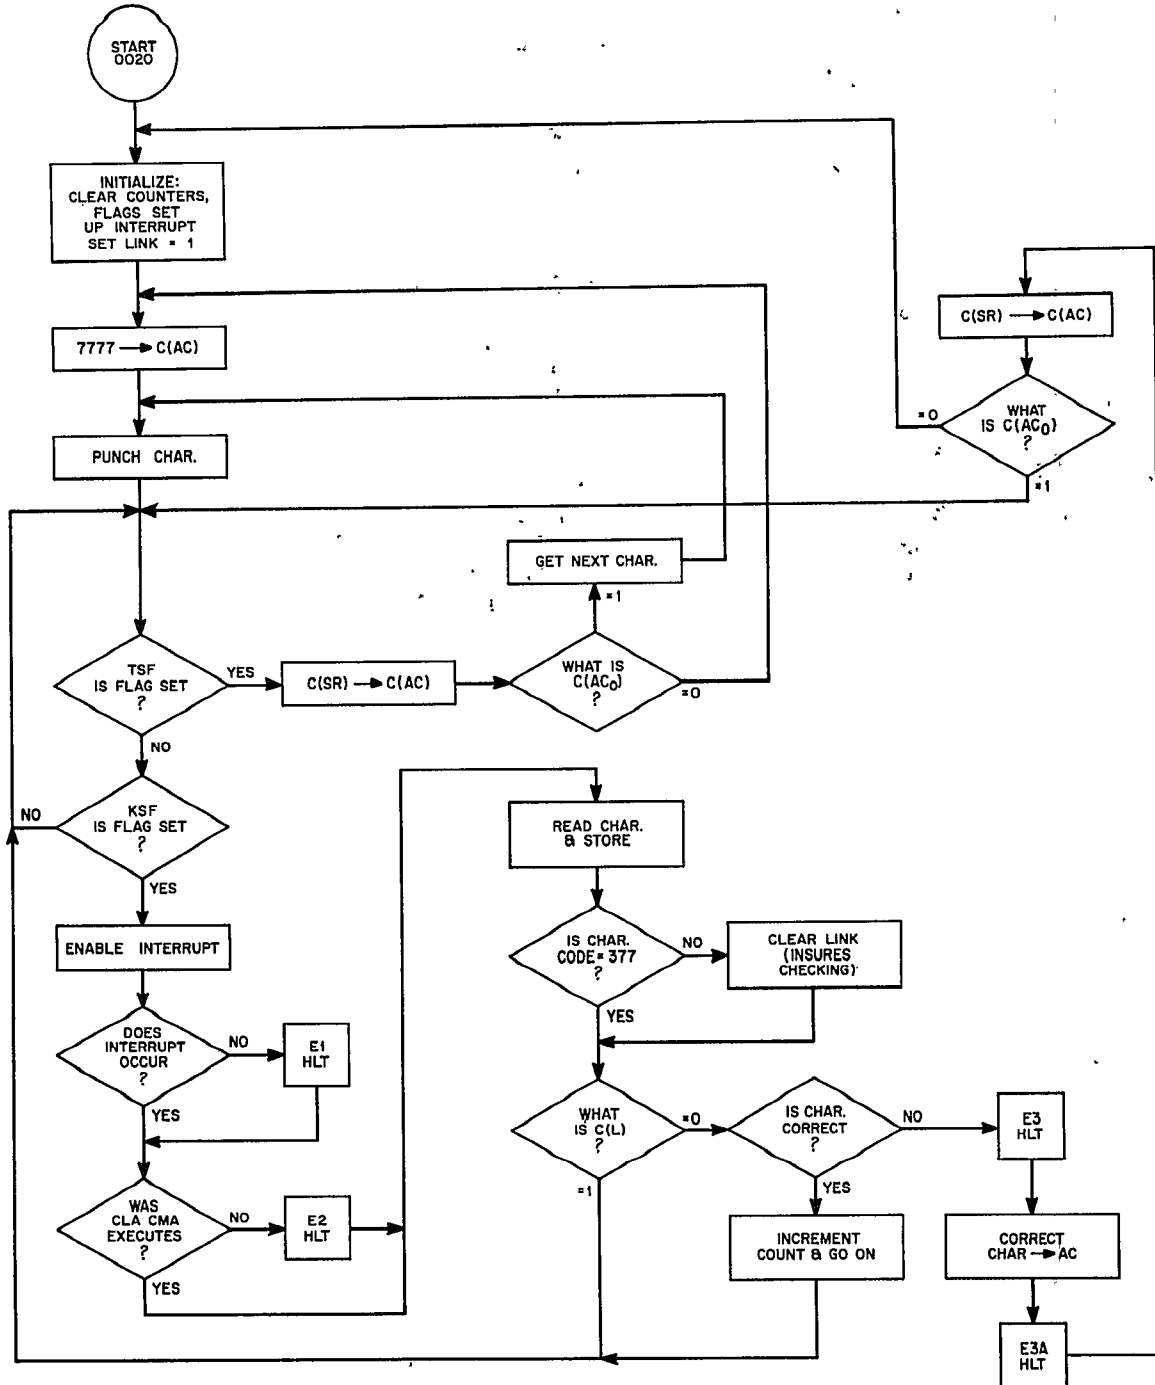 START
0020
INITIALIZE:
CLEAR COUNTERS,
FLAGS SET
UP INTERRUPT
SET LINK = 1
7777 → C(AC)
C(SR) → C(AC)
WHAT
IS C(AC0)
?
=0
=1
PUNCH CHAR.
GET NEXT CHAR.
=1
TSF
IS FLAG SET
?
YES
C(SR) → C(AC)
WHAT IS
C(AC0)
?
=0
NO
KSF
IS FLAG SET
?
NO
YES
READ CHAR.
& STORE
ENABLE INTERRUPT
IS CHAR.
CODE = 377
?
NO
YES
CLEAR LINK
(INSURES
CHECKING)
DOES
INTERRUPT
OCCUR
?
NO
YES
E1
HLT
WHAT
IS C(L)
?
=0
=1
IS CHAR.
CORRECT
?
NO
YES
E3
HLT
WAS
CLA CMA
EXECUTES
?
NO
YES
E2
HLT
INCREMENT
COUNT & GO ON
CORRECT
CHAR → AC
E3A
HLT